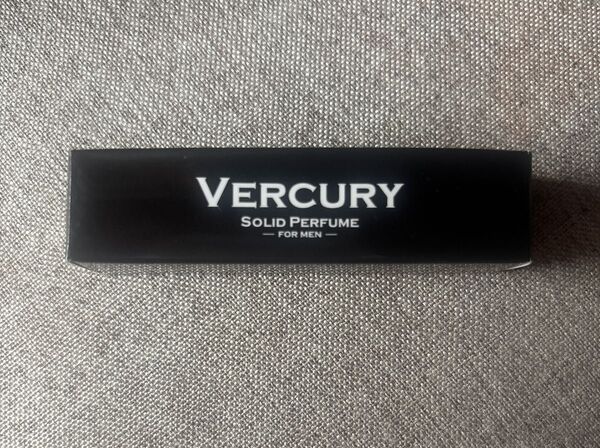 VERCURY
SOLID PERFUME
— FOR MEN —